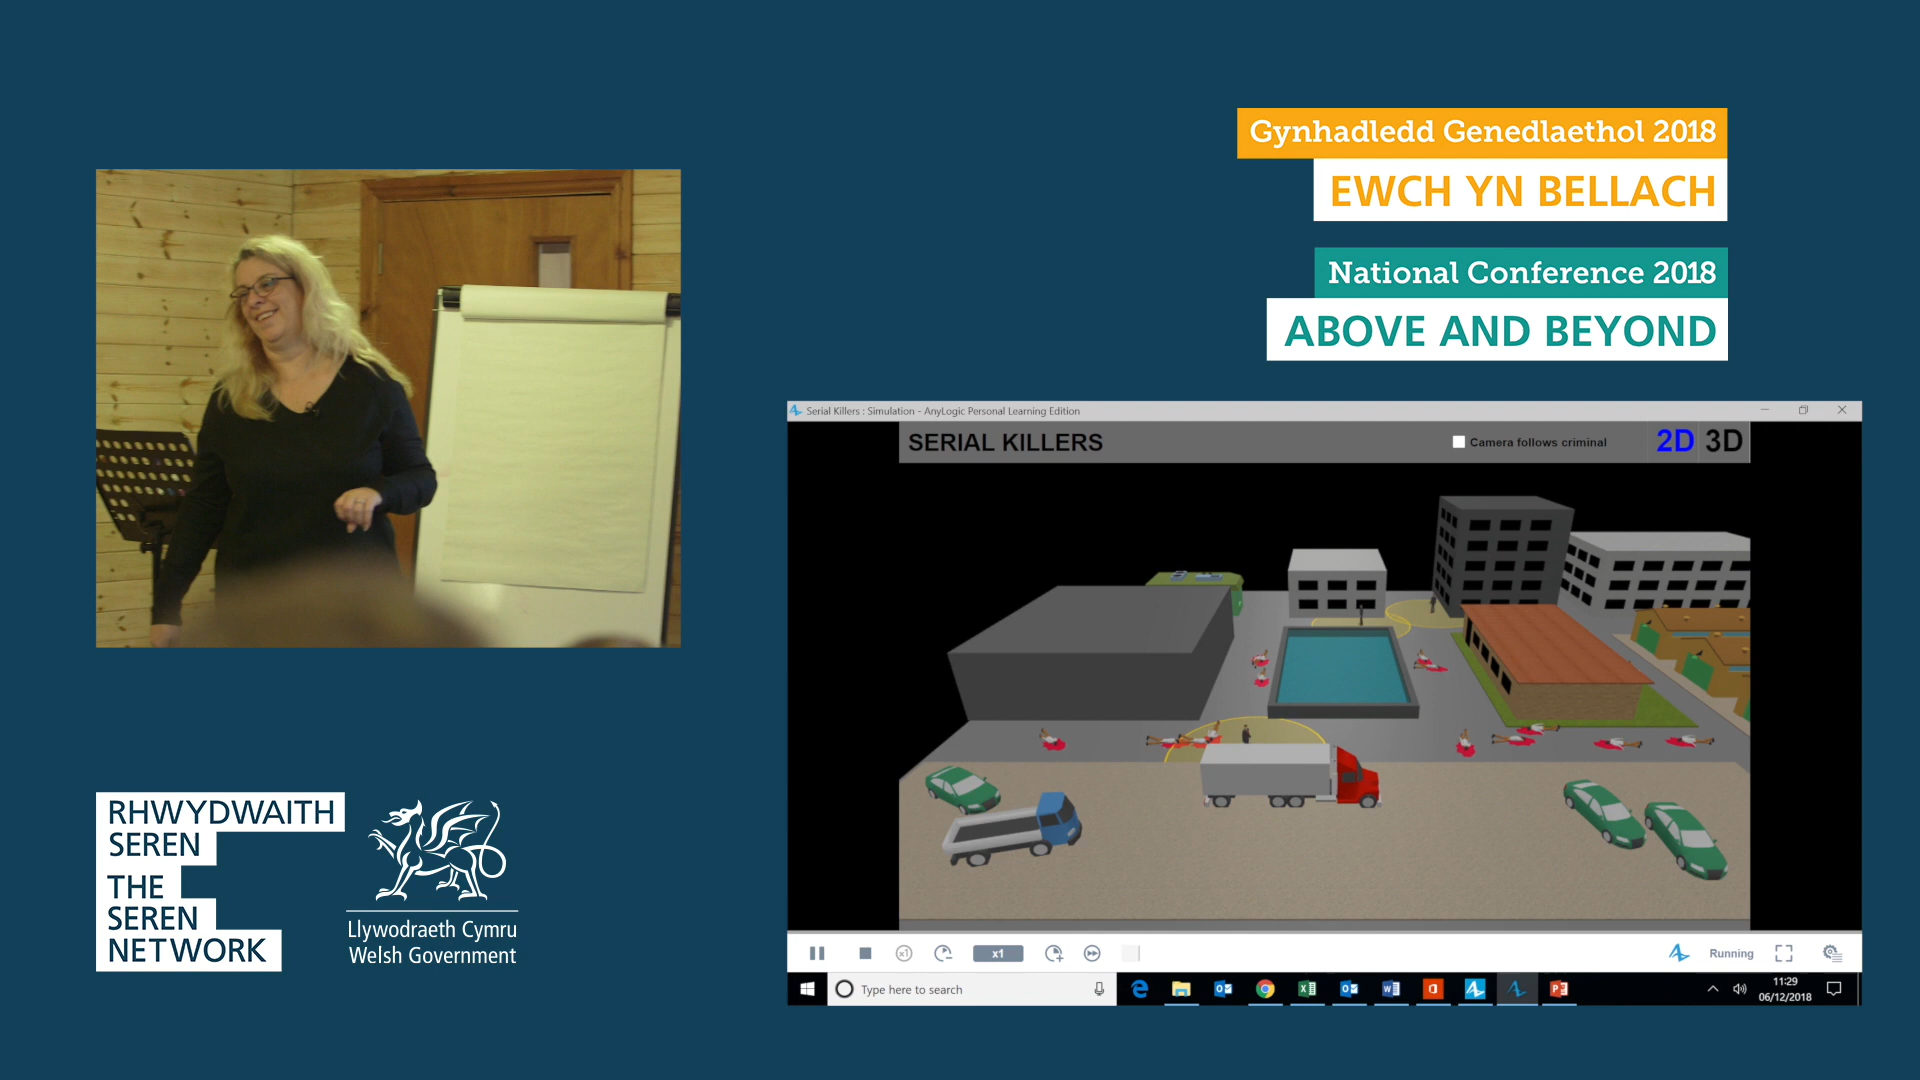 Gynhadledd Genedlaethol 2018
EWCH YN BELLACH
National Conference 2018
ABOVE AND BEYOND
Serial Killers : Simulation - AnyLogic Personal Learning Edition
SERIAL KILLERS
Camera follows criminal
2D 3D
x1
x1
Running
Type here to search
11:29
06/12/2018
RHWYDWAITH
SEREN
THE
SEREN
NETWORK
Llywodraeth Cymru
Welsh Government